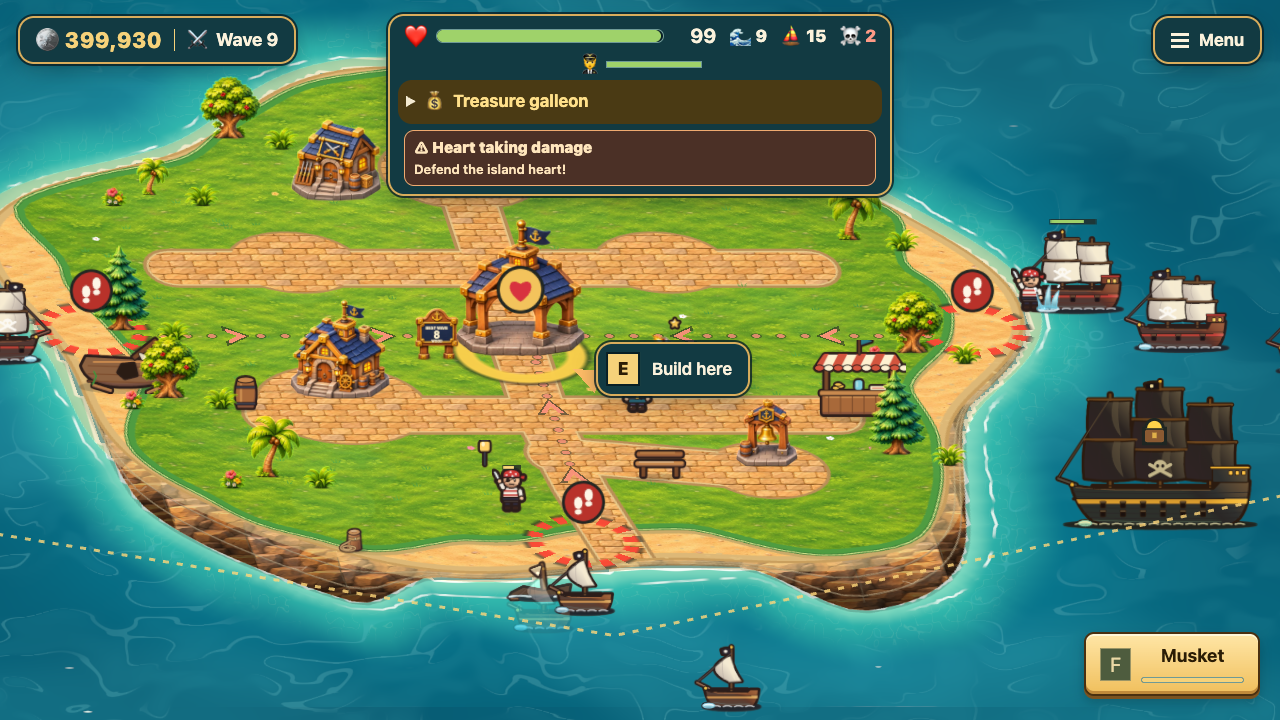 399,930
Wave 9
99
9
15
2
Menu
Treasure galleon
Heart taking damage
Defend the island heart!
8
E
Build here
F
Musket